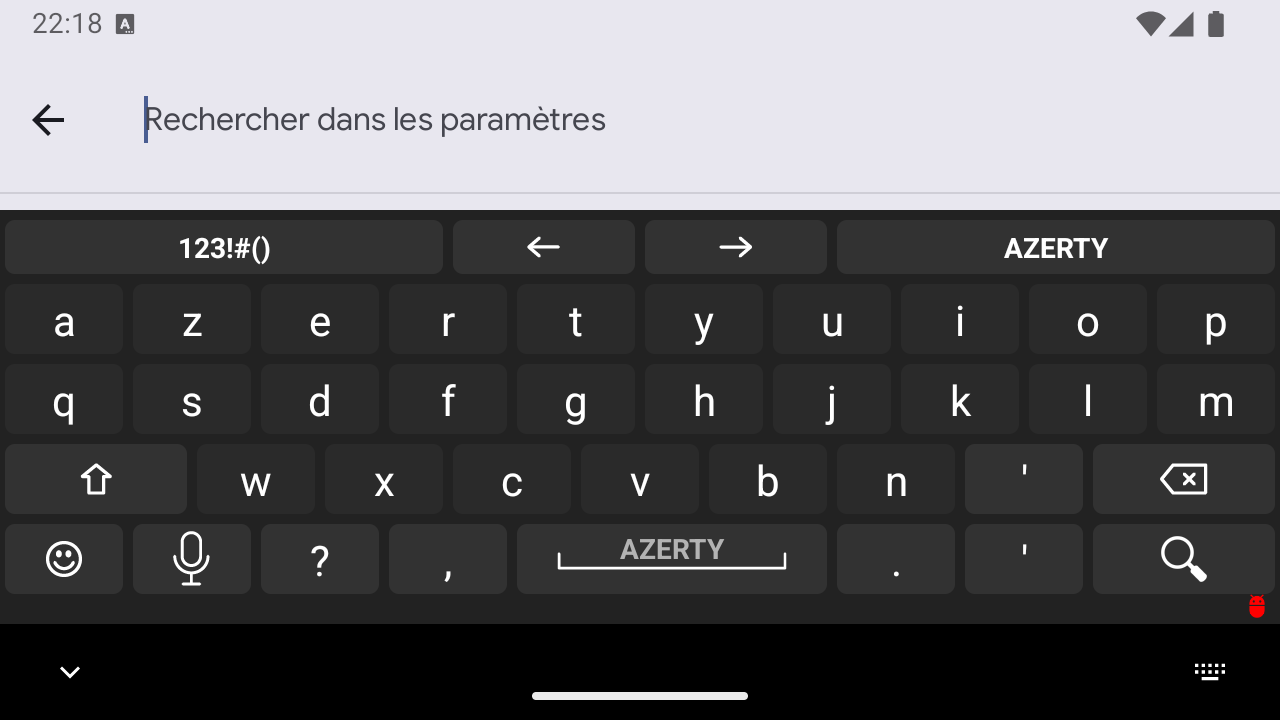 22:18
Rechercher dans les paramètres
123!#() AZERTY
a z e r t y u i o p
q s d f g h j k l m
w x c v b n '
? , AZERTY . '